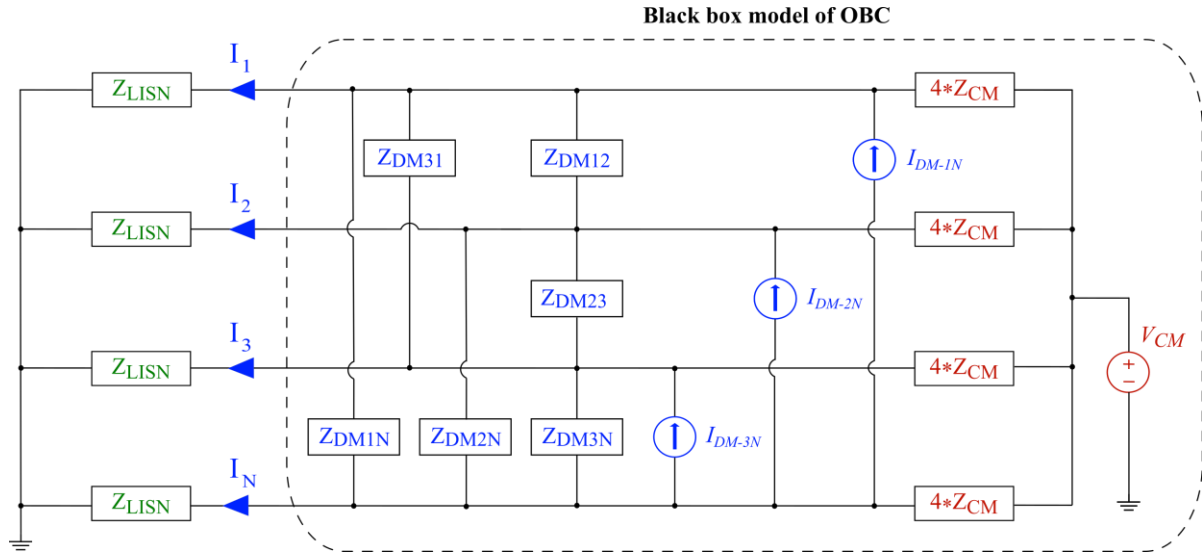 Black box model of OBC
I1
ZLISN
4*ZCM
ZDM31
ZDM12
IDM-1N
I2
ZLISN
4*ZCM
ZDM23
IDM-2N
I3
ZLISN
4*ZCM
VCM
+
−
ZDM1N
ZDM2N
ZDM3N
IDM-3N
IN
ZLISN
4*ZCM